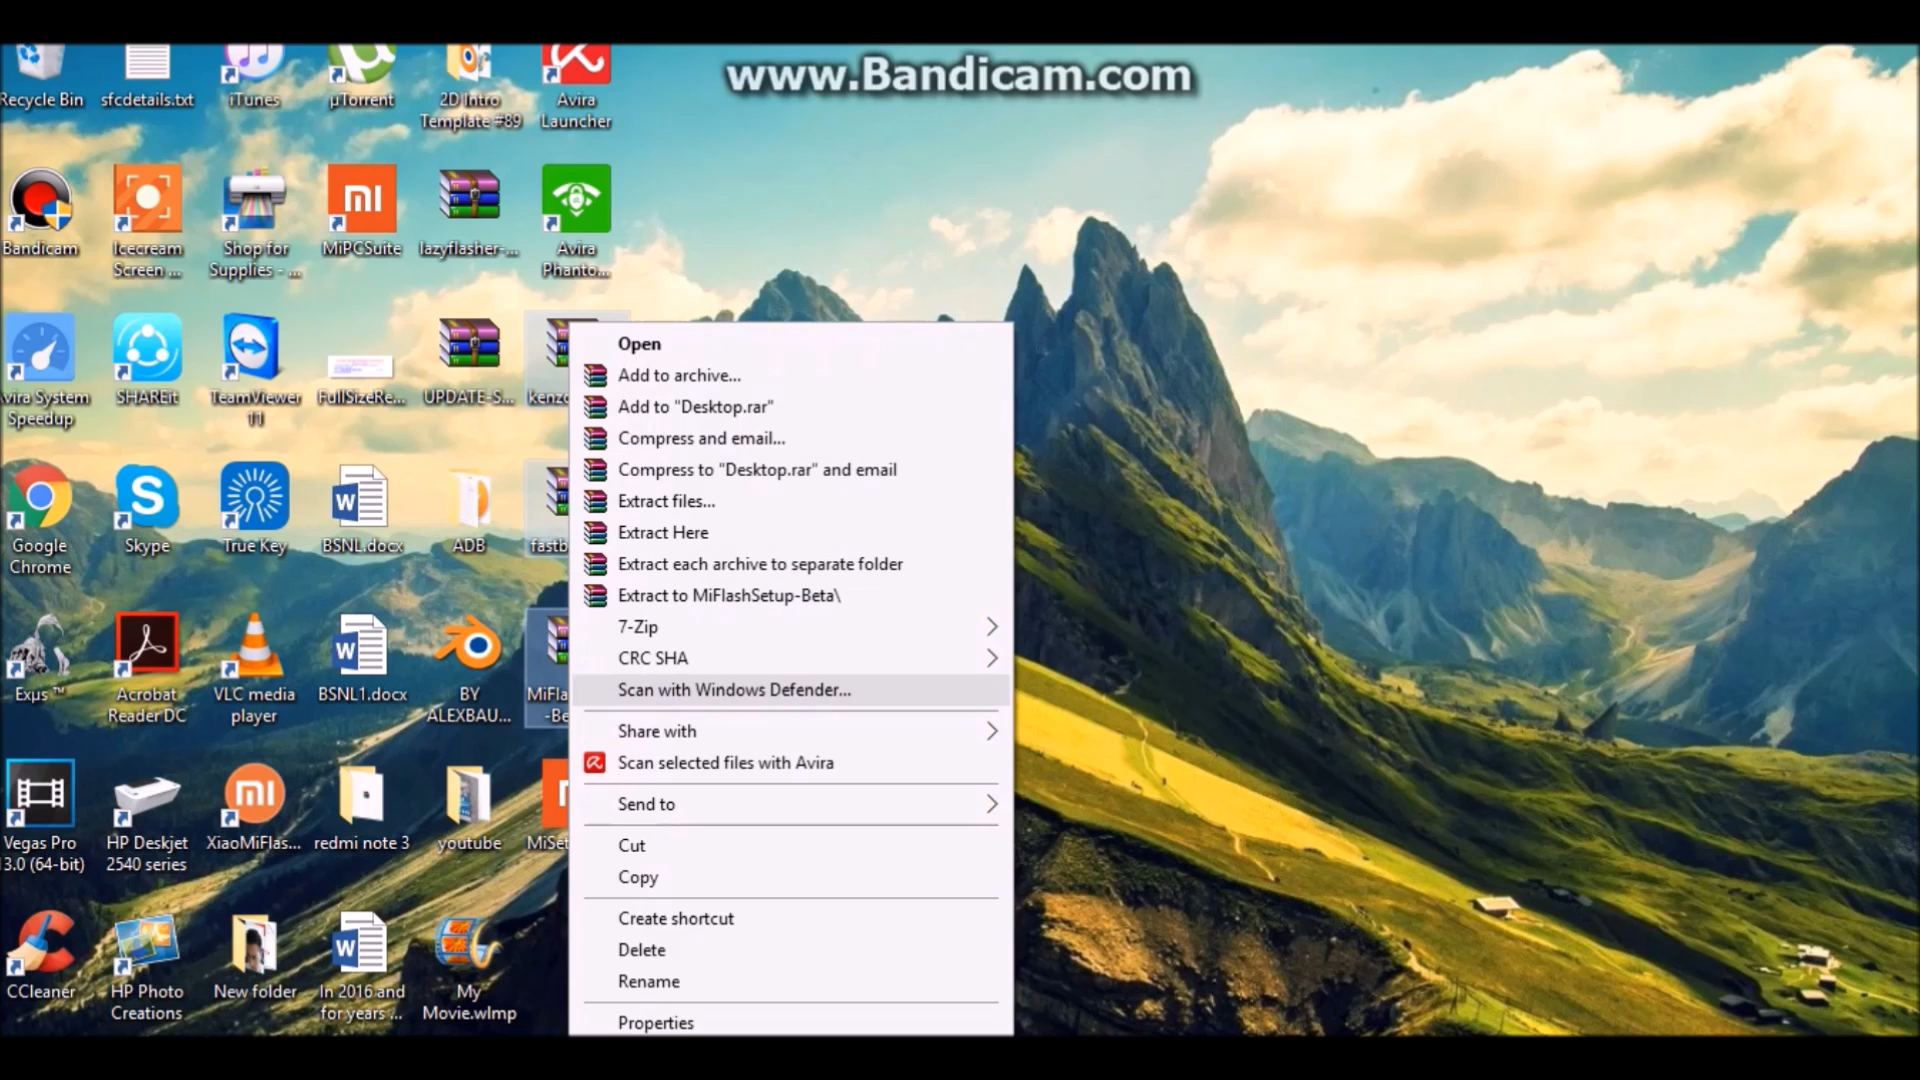 www.Bandicam.com
Recycle Bin
sfcdetails.txt
iTunes
µTorrent
2D Intro
Template #89
Avira
Launcher
Bandicam
Icecream
Screen ...
Shop for
Supplies - ...
MiPCSuite
lazyflasher-...
Avira
Phanto...
Avira System
Speedup
SHAREit
TeamViewer
11
FullSizeRe...
UPDATE-S...
kenzo
Google
Chrome
Skype
True Key
BSNL.docx
ADB
fastb
Exµs ™
Acrobat
Reader DC
VLC media
player
BSNL1.docx
BY
ALEXBAU...
MiFla
-Be
Vegas Pro
13.0 (64-bit)
HP Deskjet
2540 series
XiaoMiFlas...
redmi note 3
youtube
MiSet
CCleaner
HP Photo
Creations
New folder
In 2016 and
for years ...
My
Movie.wlmp
Open
Add to archive...
Add to "Desktop.rar"
Compress and email...
Compress to "Desktop.rar" and email
Extract files...
Extract Here
Extract each archive to separate folder
Extract to MiFlashSetup-Beta\
7-Zip
CRC SHA
Scan with Windows Defender...
Share with
Scan selected files with Avira
Send to
Cut
Copy
Create shortcut
Delete
Rename
Properties